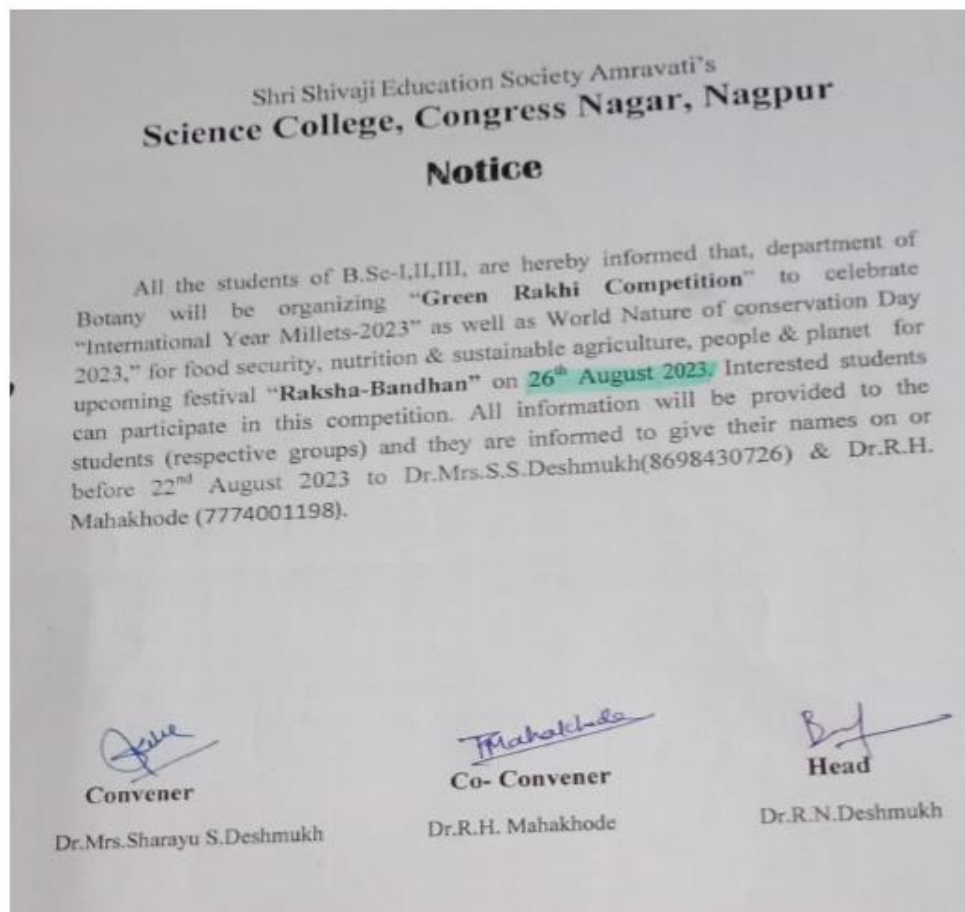 Shri Shivaji Education Society Amravati's
Science College, Congress Nagar, Nagpur
Notice
All the students of B.Sc-I,II,III, are hereby informed that, department of
Botany will be organizing "Green Rakhi Competition" to celebrate
"International Year Millets-2023" as well as World Nature of conservation Day
2023," for food security, nutrition & sustainable agriculture, people & planet for
upcoming festival "Raksha-Bandhan" on 26th August 2023. Interested students
can participate in this competition. All information will be provided to the
students (respective groups) and they are informed to give their names on or
before 22nd August 2023 to Dr.Mrs.S.S.Deshmukh(8698430726) & Dr.R.H.
Mahakhode (7774001198).
Mahakhode
Convener Co- Convener Head
Dr.Mrs.Sharayu S.Deshmukh Dr.R.H. Mahakhode Dr.R.N.Deshmukh